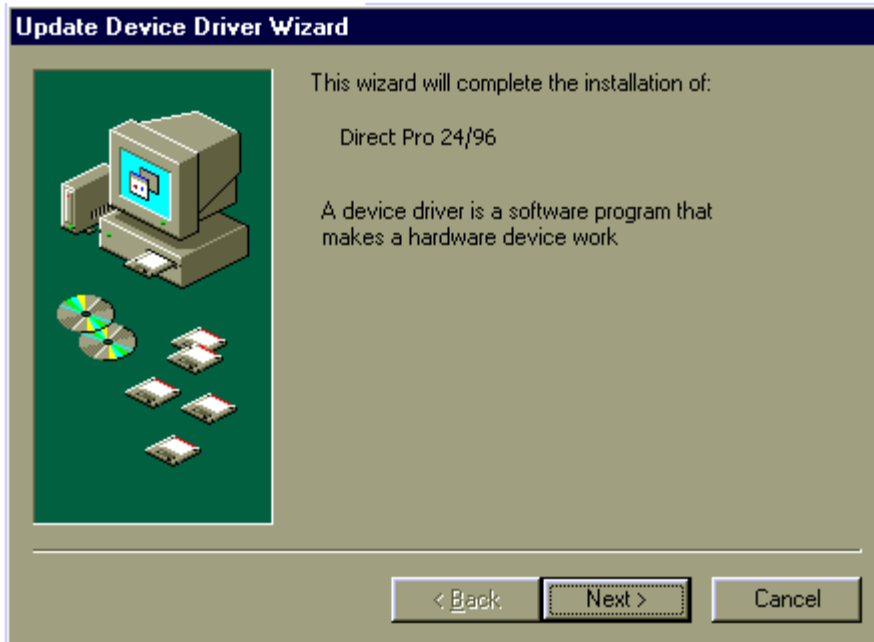 Update Device Driver Wizard
This wizard will complete the installation of:
Direct Pro 24/96
A device driver is a software program that
makes a hardware device work
< Back
Next >
Cancel